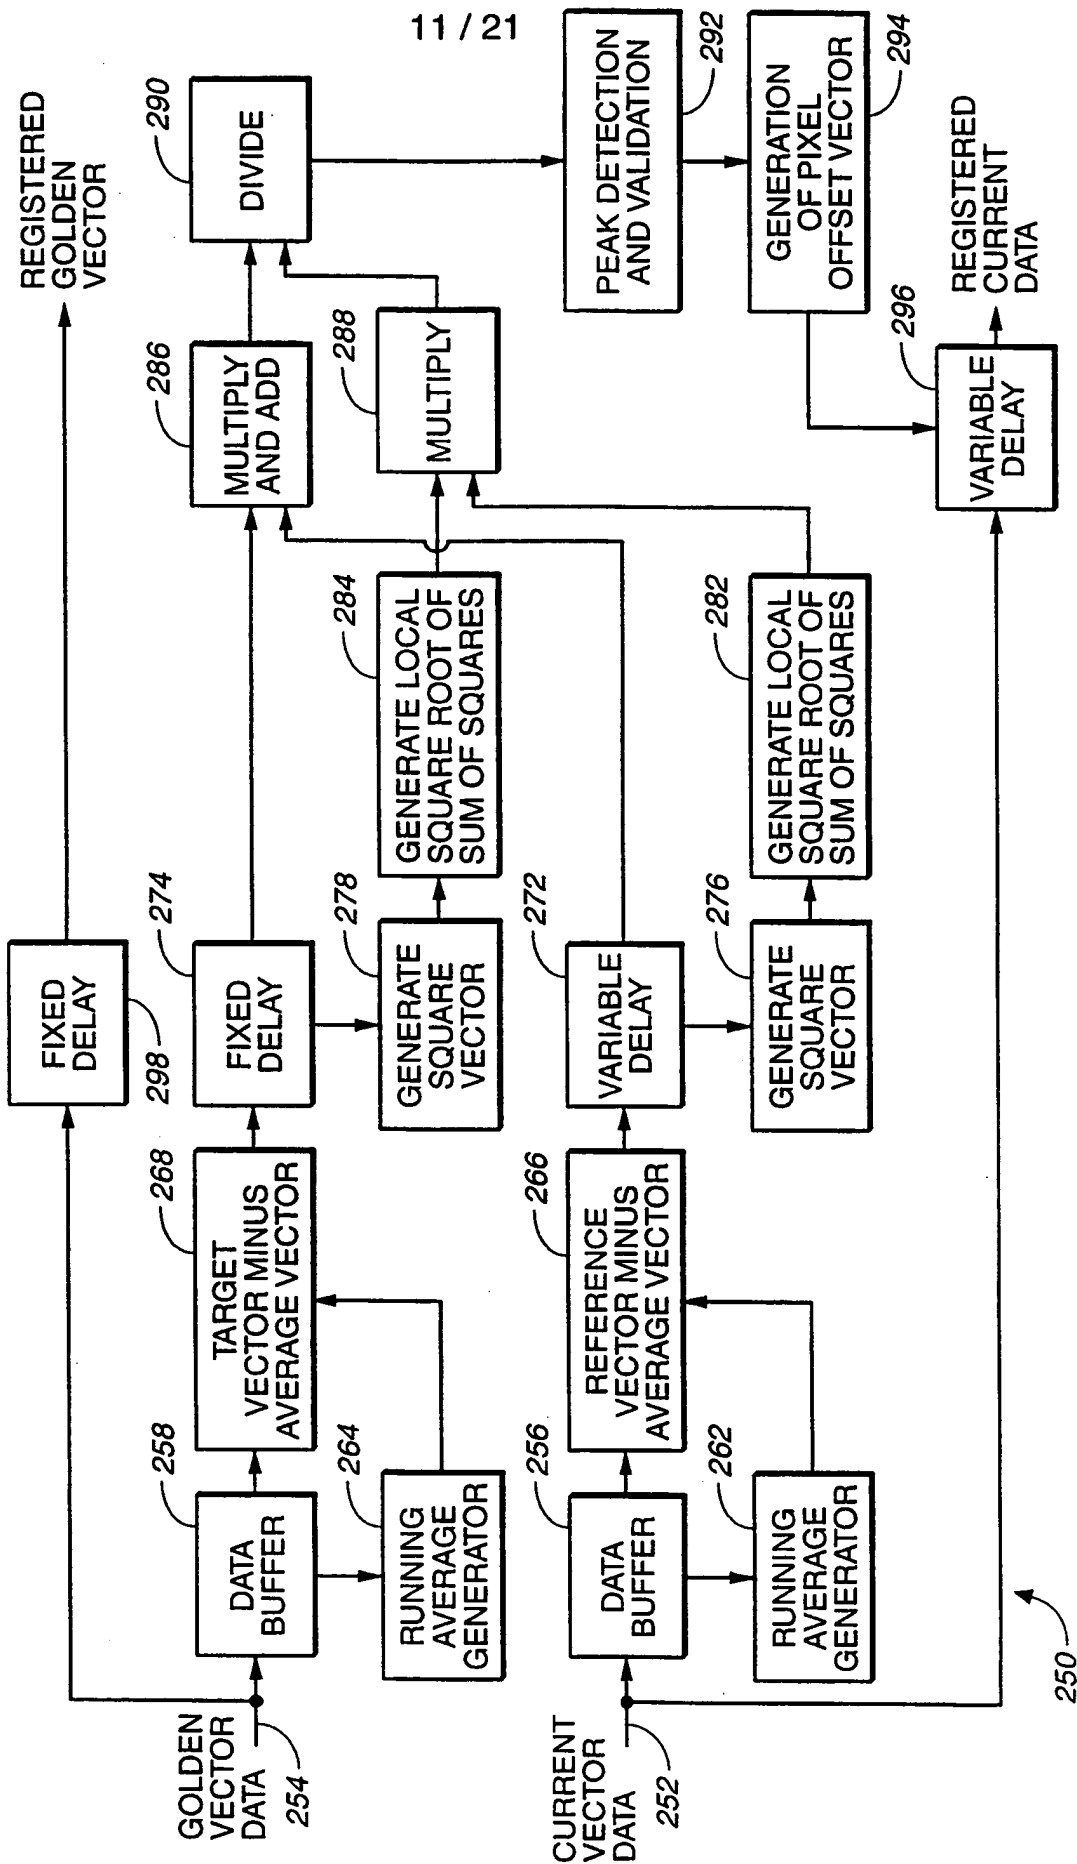 11 / 21
GOLDEN
VECTOR
DATA
254
FIXED
DELAY
298
REGISTERED
GOLDEN
VECTOR
DATA
BUFFER
258
RUNNING
AVERAGE
GENERATOR
264
TARGET
VECTOR MINUS
AVERAGE VECTOR
268
FIXED
DELAY
274
GENERATE
SQUARE
VECTOR
278
GENERATE LOCAL
SQUARE ROOT OF
SUM OF SQUARES
284
MULTIPLY
AND ADD
286
MULTIPLY
288
DIVIDE
290
CURRENT
VECTOR
DATA
252
DATA
BUFFER
256
RUNNING
AVERAGE
GENERATOR
262
REFERENCE
VECTOR MINUS
AVERAGE VECTOR
266
VARIABLE
DELAY
272
GENERATE
SQUARE
VECTOR
276
GENERATE LOCAL
SQUARE ROOT OF
SUM OF SQUARES
282
PEAK DETECTION
AND VALIDATION
292
GENERATION
OF PIXEL
OFFSET VECTOR
294
VARIABLE
DELAY
296
REGISTERED
CURRENT
DATA
250